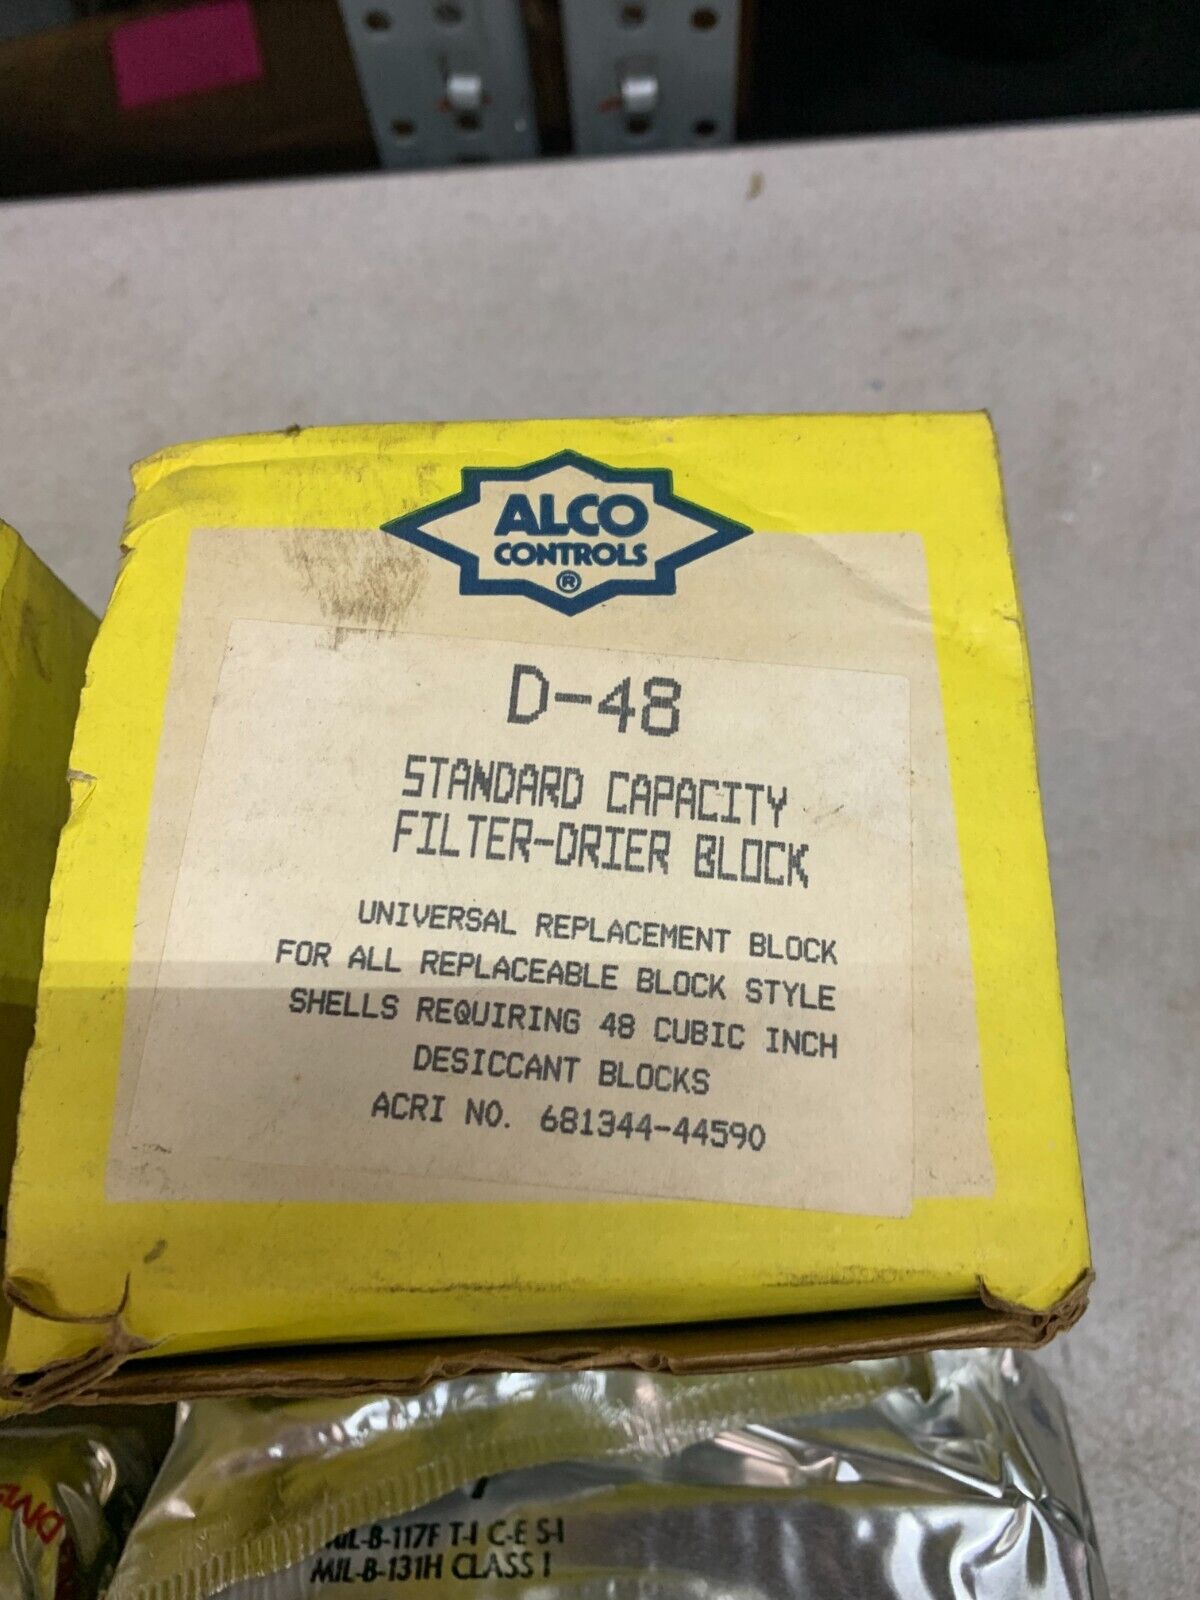 ALCO
CONTROLS
®
D-48
STANDARD CAPACITY
FILTER-DRIER BLOCK
UNIVERSAL REPLACEMENT BLOCK
FOR ALL REPLACEABLE BLOCK STYLE
SHELLS REQUIRING 48 CUBIC INCH
DESICCANT BLOCKS
ACRI NO. 681344-44590
MIL-B-117F T-I C-E S-I
MIL-B-131H CLASS I